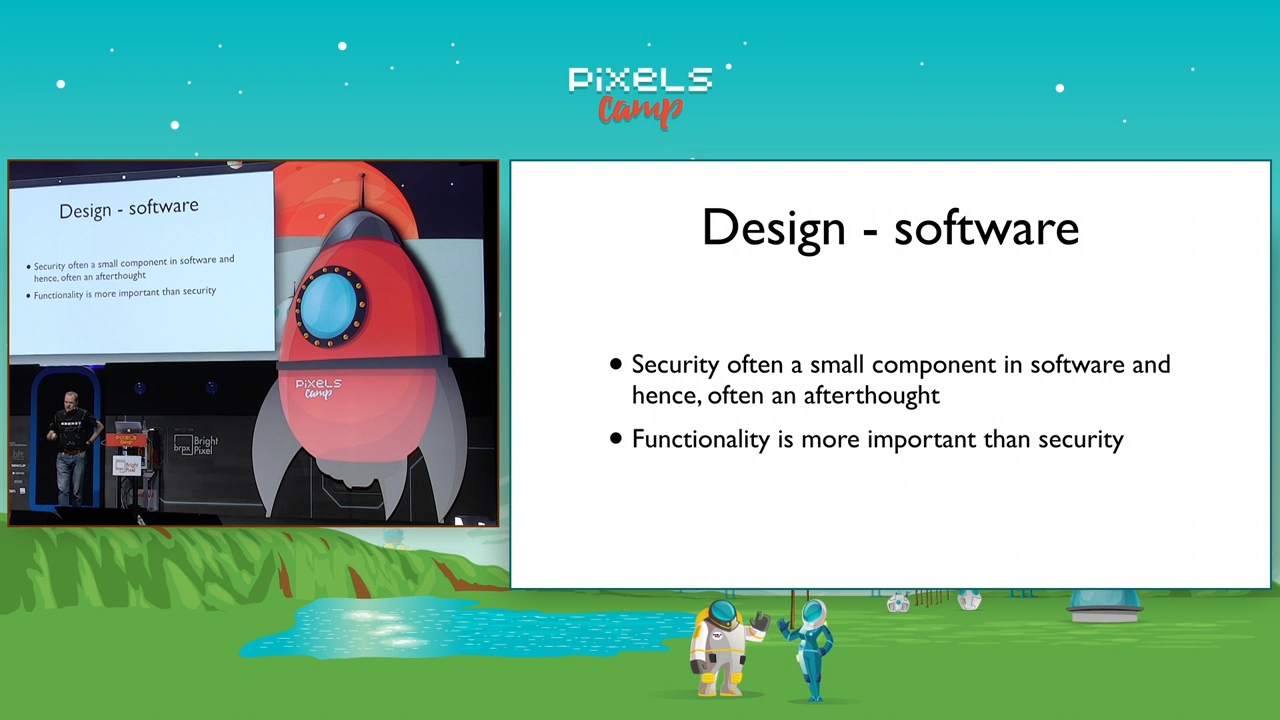 PiXELS
camp
Design - software
• Security often a small component in software and
hence, often an afterthought
• Functionality is more important than security
PiXELS
camp
Bright
brpx Pixel
Design - software
• Security often a small component in software and
hence, often an afterthought
• Functionality is more important than security